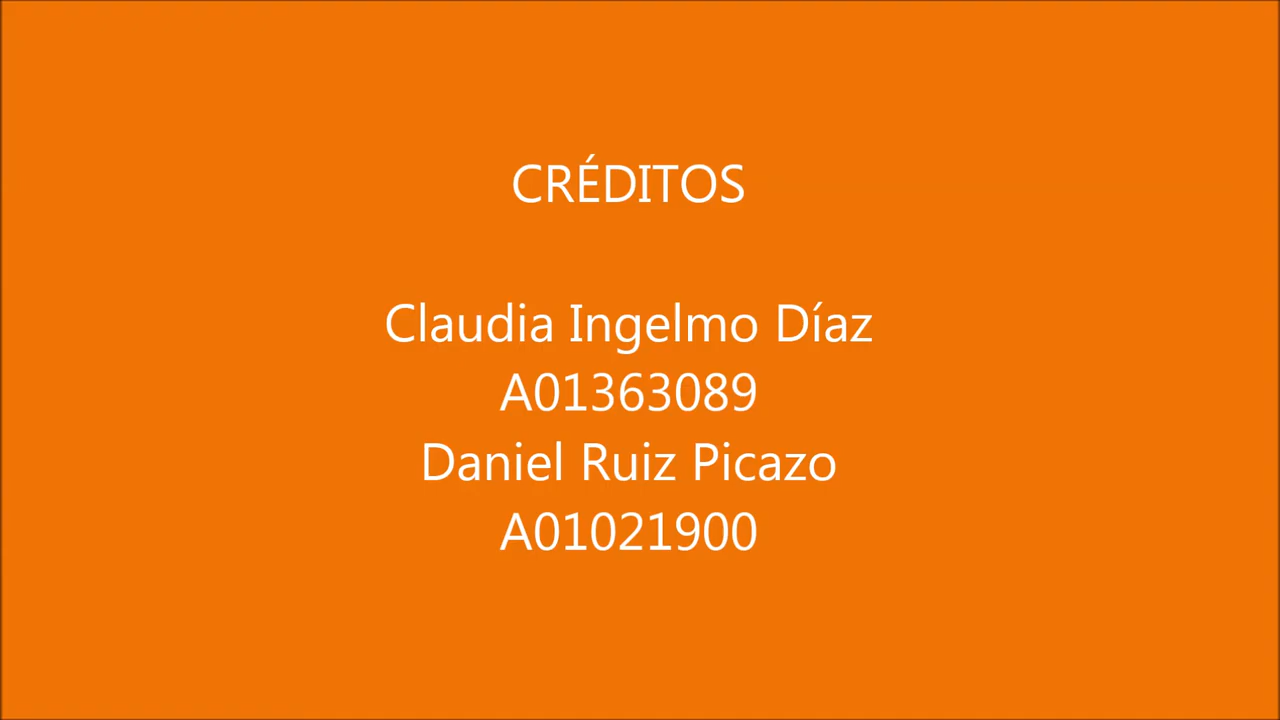 CRÉDITOS
Claudia Ingelmo Díaz
A01363089
Daniel Ruiz Picazo
A01021900